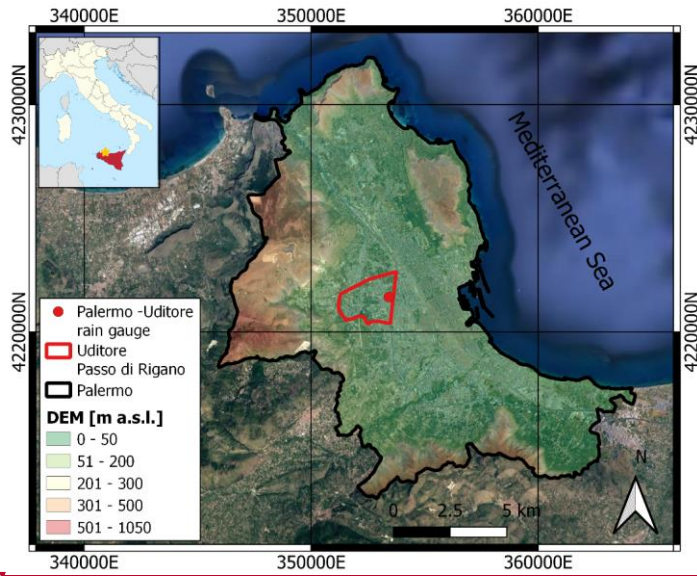 340000E 350000E 360000E
4230000N 4230000N
Mediterranean Sea
4220000N 4220000N
Palermo -Uditore
rain gauge
Uditore
Passo di Rigano
Palermo
DEM [m a.s.l.]
0 - 50
51 - 200
201 - 300
301 - 500
501 - 1050
N
0 2.5 5 km
340000E 350000E 360000E